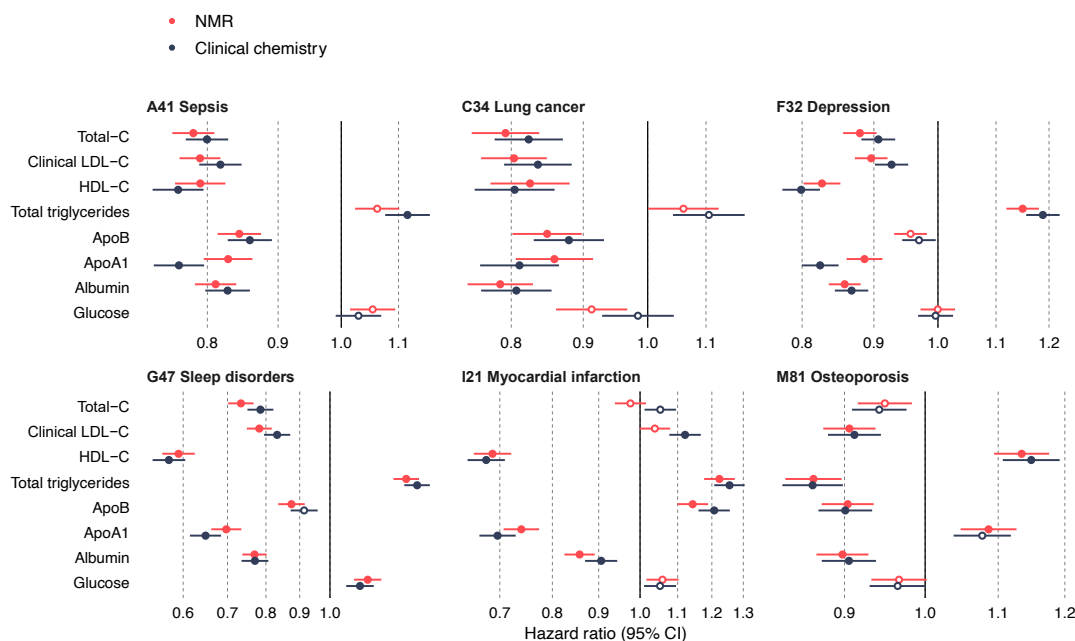 NMR
Clinical chemistry
A41 Sepsis
C34 Lung cancer
F32 Depression
Total−C
Clinical LDL−C
HDL−C
Total triglycerides
ApoB
ApoA1
Albumin
Glucose
0.8 0.9 1.0 1.1
0.8 0.9 1.0 1.1
0.8 0.9 1.0 1.1 1.2
G47 Sleep disorders
I21 Myocardial infarction
M81 Osteoporosis
Total−C
Clinical LDL−C
HDL−C
Total triglycerides
ApoB
ApoA1
Albumin
Glucose
0.6 0.7 0.8 0.9 1.0
0.7 0.8 0.9 1.0 1.1 1.2 1.3
0.9 1.0 1.1 1.2
Hazard ratio (95% CI)